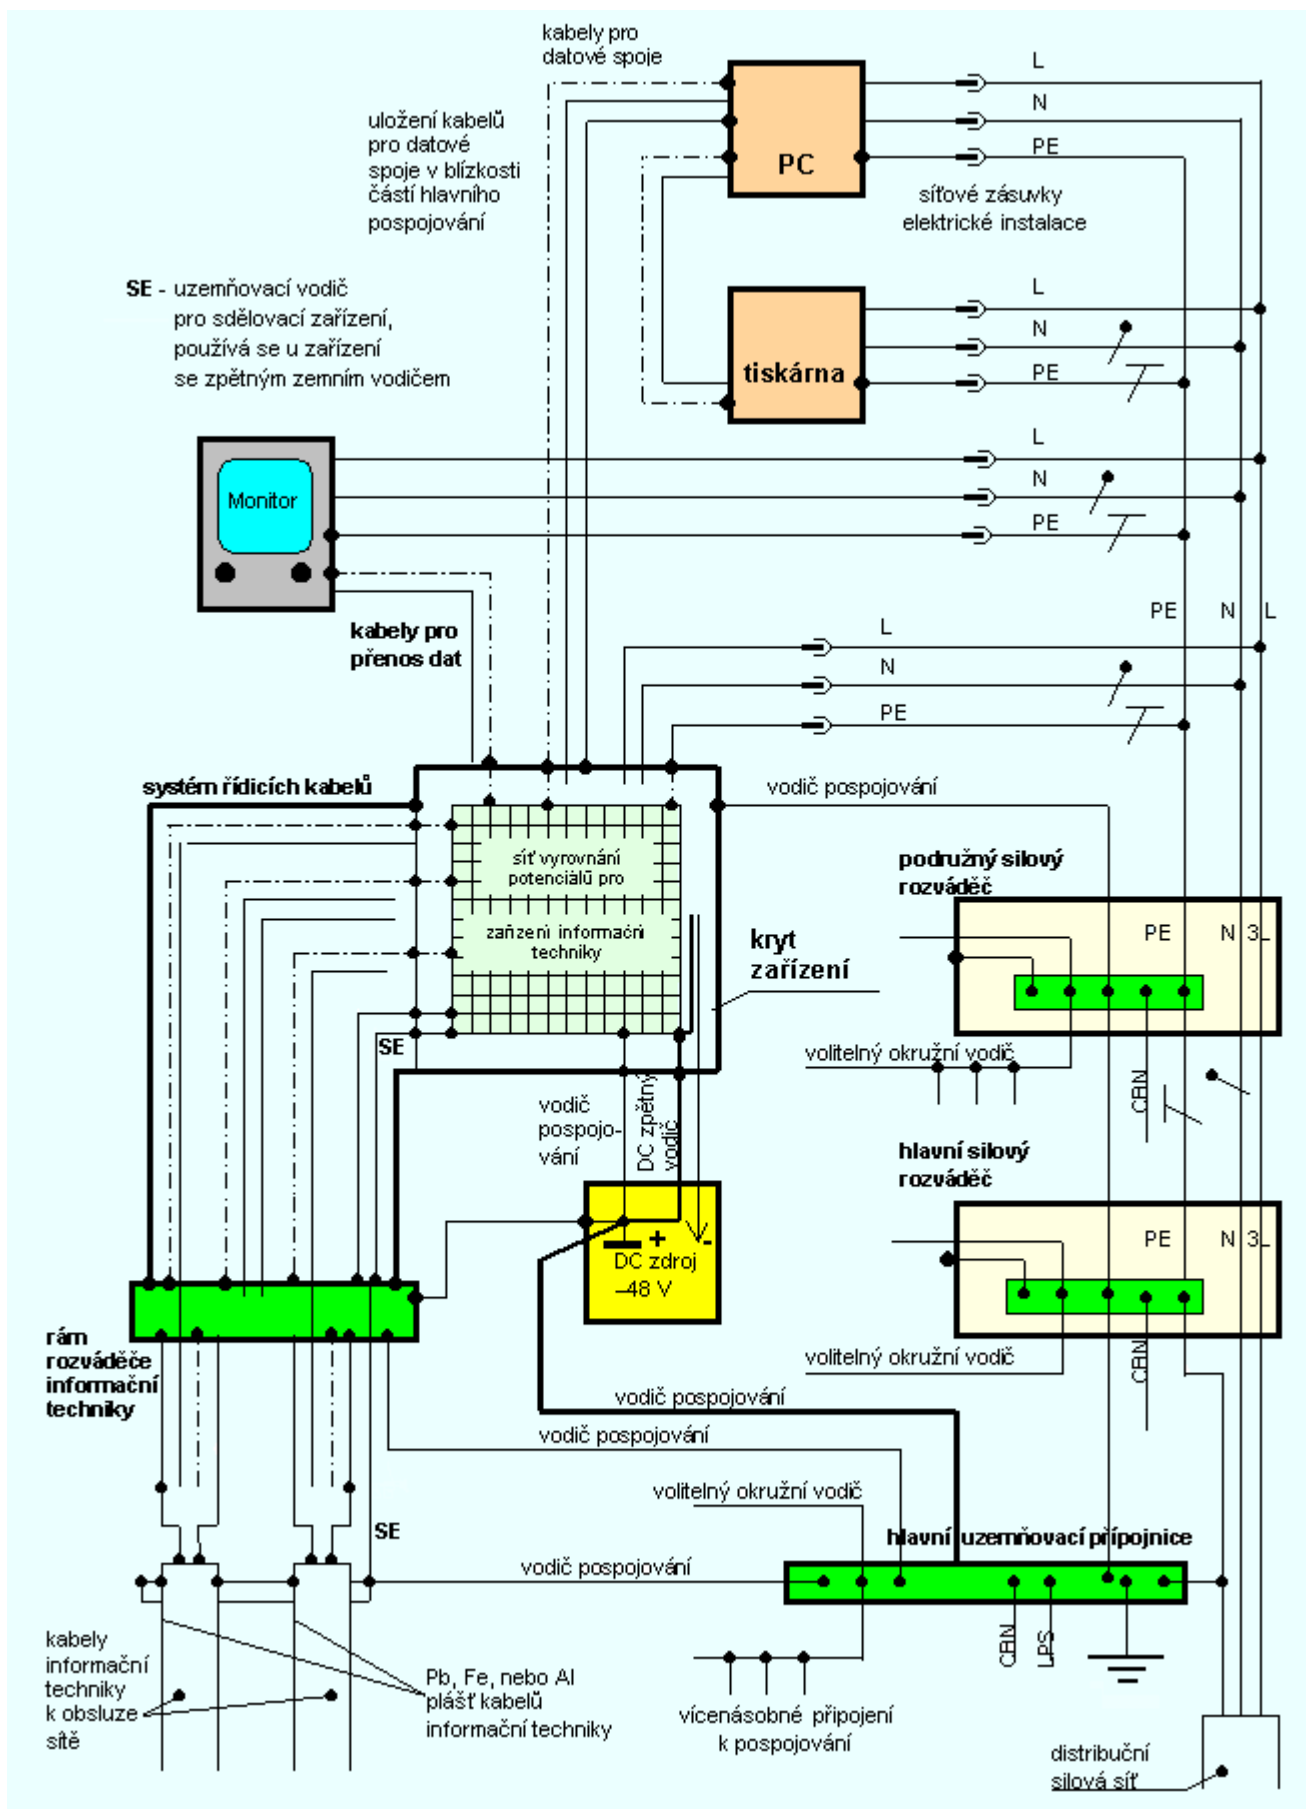 kabely pro
datové spoje
L
N
PE
PC
uložení kabelů
pro datové
spoje v blízkosti
částí hlavního
pospojování
síťové zásuvky
elektrické instalace
SE - uzemňovací vodič
pro sdělovací zařízení,
používá se u zařízení
se zpětným zemním vodičem
L
N
PE
tiskárna
L
N
PE
Monitor
kabely pro
přenos dat
PE N L
L
N
PE
systém řídicích kabelů
vodič pospojování
síť vyrovnání
potenciálů pro
zařízení informační
techniky
kryt
zařízení
podružný silový
rozváděč
PE N 3L
SE
volitelný okružní vodič
CBN
vodič
pospojo-
vání
DC zpětný
vodič
hlavní silový
rozváděč
PE N 3L
+ -
DC zdroj
–48 V
rám
rozváděče
informační
techniky
volitelný okružní vodič
CBN
vodič pospojování
vodič pospojování
volitelný okružní vodič
SE
hlavní uzemňovací přípojnice
vodič pospojování
CBN
LPS
kabely
informační
techniky
k obsluze
sítě
Pb, Fe, nebo Al
plášť kabelů
informační techniky
vícenásobné připojení
k pospojování
distribuční
silová síť